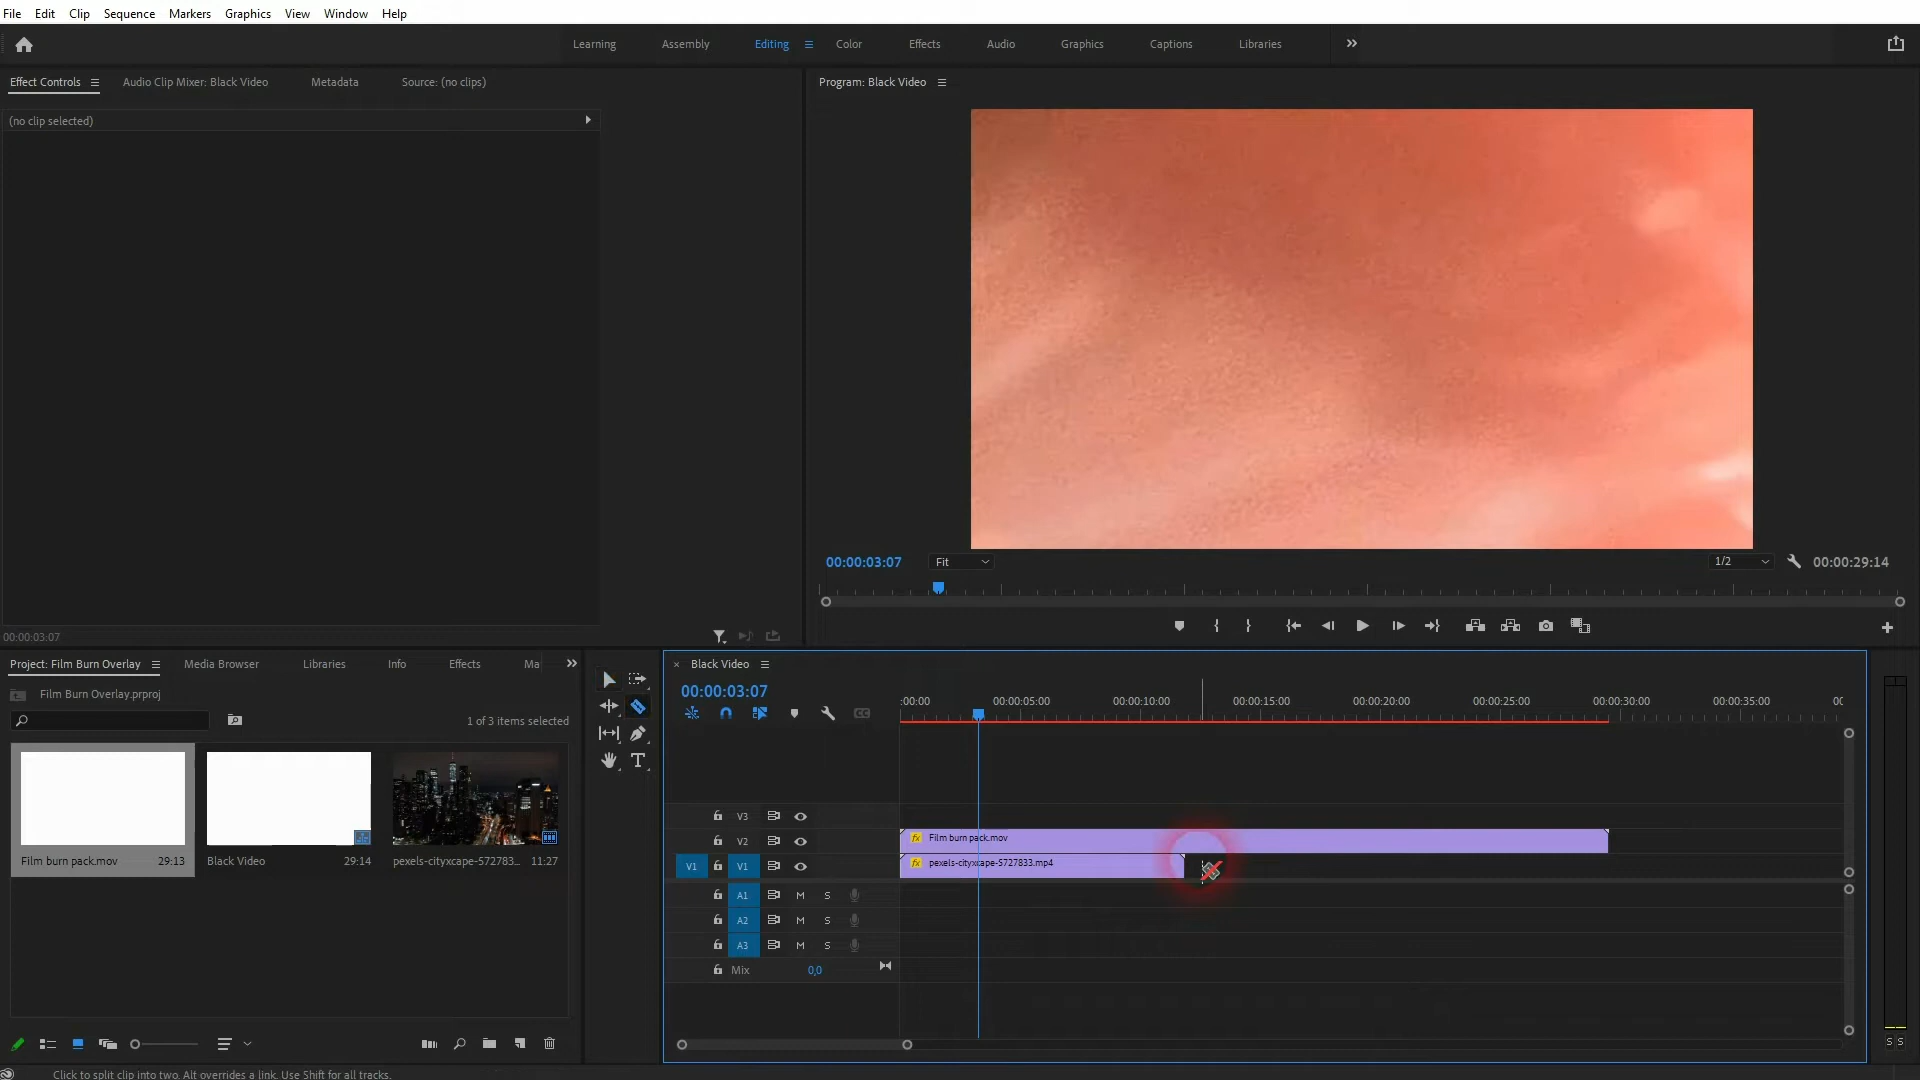 File Edit Clip Sequence Markers Graphics View Window Help
Learning Assembly Editing Color Effects Audio Graphics Captions Libraries
Effect Controls Audio Clip Mixer: Black Video Metadata Source: (no clips)
(no clip selected)
00:00:03:07
Program: Black Video
00:00:03:07 Fit 1/2 00:00:29:14
Project: Film Burn Overlay Media Browser Libraries Info Effects Ma
Film Burn Overlay.prproj
1 of 3 items selected
Film burn pack.mov 29:13 Black Video 29:14 pexels-cityxcape-572783... 11:27
T
Black Video
00:00:03:07
:00:00 00:00:05:00 00:00:10:00 00:00:15:00 00:00:20:00 00:00:25:00 00:00:30:00 00:00:35:00 00
CC
V3
V2 Film burn pack.mov
V1 V1 pexels-cityxcape-5727833.mp4
A1 M S
A2 M S
A3 M S
Mix 0,0
S S
Click to split clip into two. Alt overrides a link. Use Shift for all tracks.